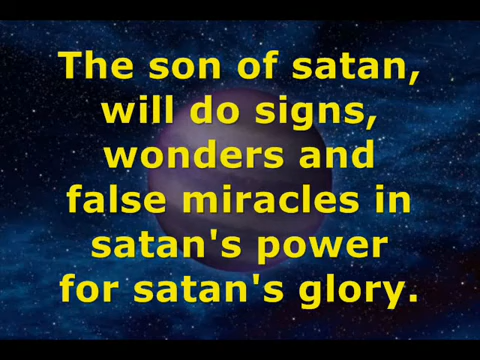 The son of satan,
will do signs,
wonders and
false miracles in
satan's power
for satan's glory.